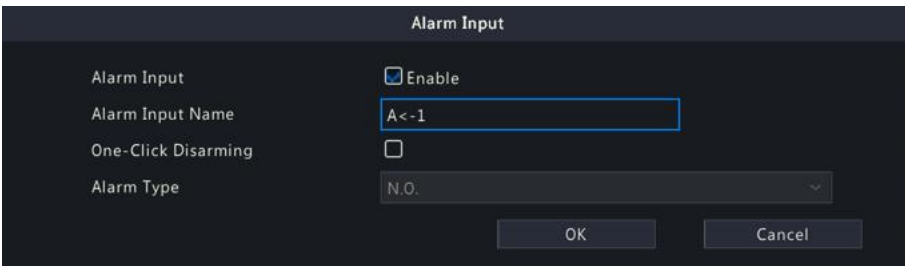 Alarm Input
Alarm Input Enable
Alarm Input Name A<-1
One-Click Disarming
Alarm Type N.O.
OK Cancel